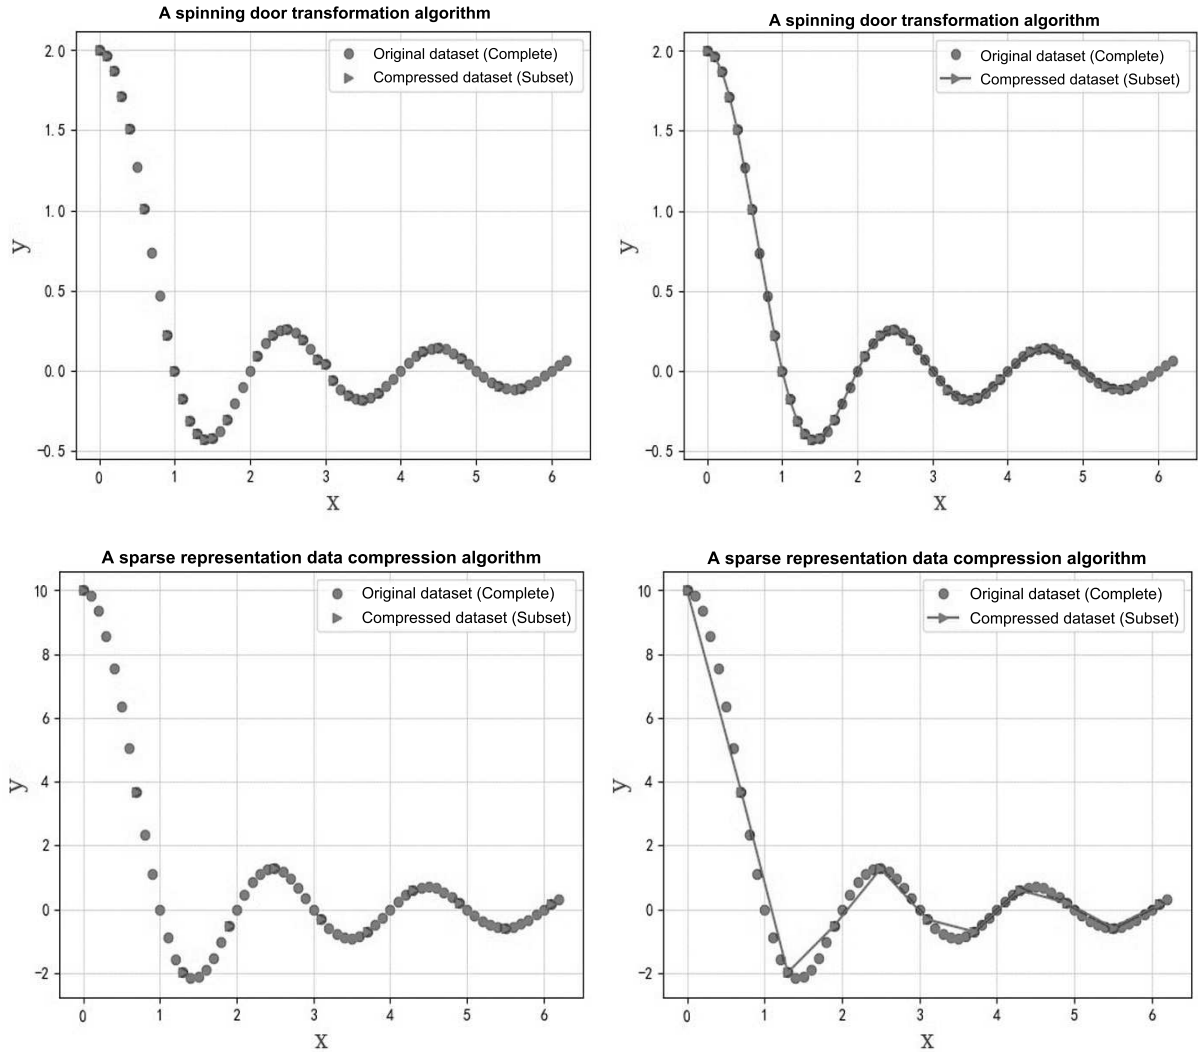 A spinning door transformation algorithm
Original dataset (Complete)
Compressed dataset (Subset)
2.0
1.5
1.0
0.5
0.0
−0.5
y
0 1 2 3 4 5 6
x
A spinning door transformation algorithm
Original dataset (Complete)
Compressed dataset (Subset)
2.0
1.5
1.0
0.5
0.0
−0.5
y
0 1 2 3 4 5 6
x
A sparse representation data compression algorithm
Original dataset (Complete)
Compressed dataset (Subset)
10
8
6
4
2
0
−2
y
0 1 2 3 4 5 6
x
A sparse representation data compression algorithm
Original dataset (Complete)
Compressed dataset (Subset)
10
8
6
4
2
0
−2
y
0 1 2 3 4 5 6
x